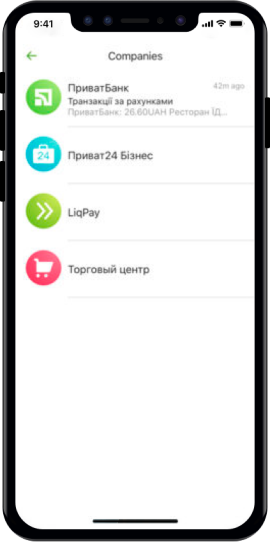 9:41
Companies
ПриватБанк 42m ago
Транзакції за рахунками
ПриватБанк: 26.60UAH Ресторан
24
Приват24 Бізнес
LiqPay
Торговый центр